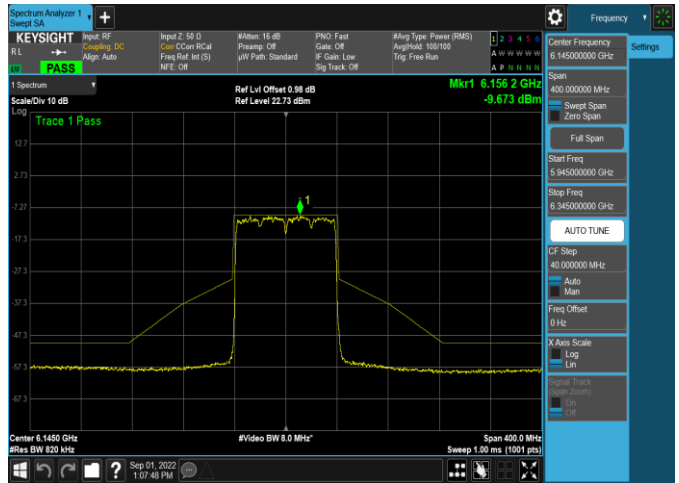 Spectrum Analyzer 1
Swept SA
Frequency
KEYSIGHT
RL
PASS
Input: RF
Coupling: DC
Align: Auto
Input Z: 50 Ω
Corr CCorr RCal
Freq Ref: Int (S)
NFE: Off
#Atten: 16 dB
Preamp: Off
µW Path: Standard
PNO: Fast
Gate: Off
IF Gain: Low
Sig Track: Off
#Avg Type: Power (RMS)
Avg|Hold: 100/100
Trig: Free Run
1 2 3 4 5 6
A W W W W W
A P N N N N
1 Spectrum
Scale/Div 10 dB
Ref Lvl Offset 0.98 dB
Ref Level 22.73 dBm
Mkr1 6.156 2 GHz
-9.673 dBm
Log
Trace 1 Pass
12.7
2.73
-7.27
-17.3
-27.3
-37.3
-47.3
-57.3
-67.3
1
Center 6.1450 GHz
#Res BW 820 kHz
#Video BW 8.0 MHz*
Span 400.0 MHz
Sweep 1.00 ms (1001 pts)
Sep 01, 2022
1:07:48 PM
Center Frequency
6.145000000 GHz
Settings
Span
400.000000 MHz
Swept Span
Zero Span
Full Span
Start Freq
5.945000000 GHz
Stop Freq
6.345000000 GHz
AUTO TUNE
CF Step
40.000000 MHz
Auto
Man
Freq Offset
0 Hz
X Axis Scale
Log
Lin
Signal Track
(Span Zoom)
On
Off